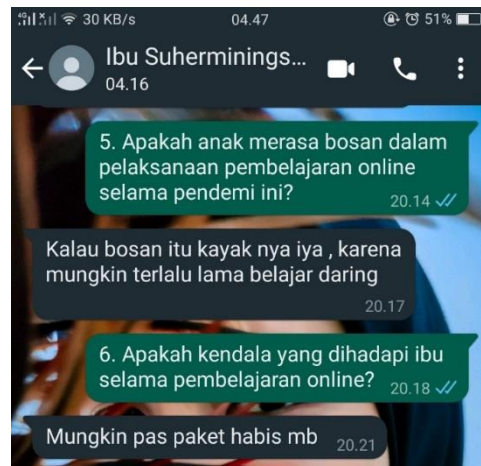 4G 30 KB/s 04.47 51%
Ibu Suherminings...
04.16
5. Apakah anak merasa bosan dalam
pelaksanaan pembelajaran online
selama pendemi ini?
20.14
Kalau bosan itu kayak nya iya , karena
mungkin terlalu lama belajar daring
20.17
6. Apakah kendala yang dihadapi ibu
selama pembelajaran online?
20.18
Mungkin pas paket habis mb
20.21